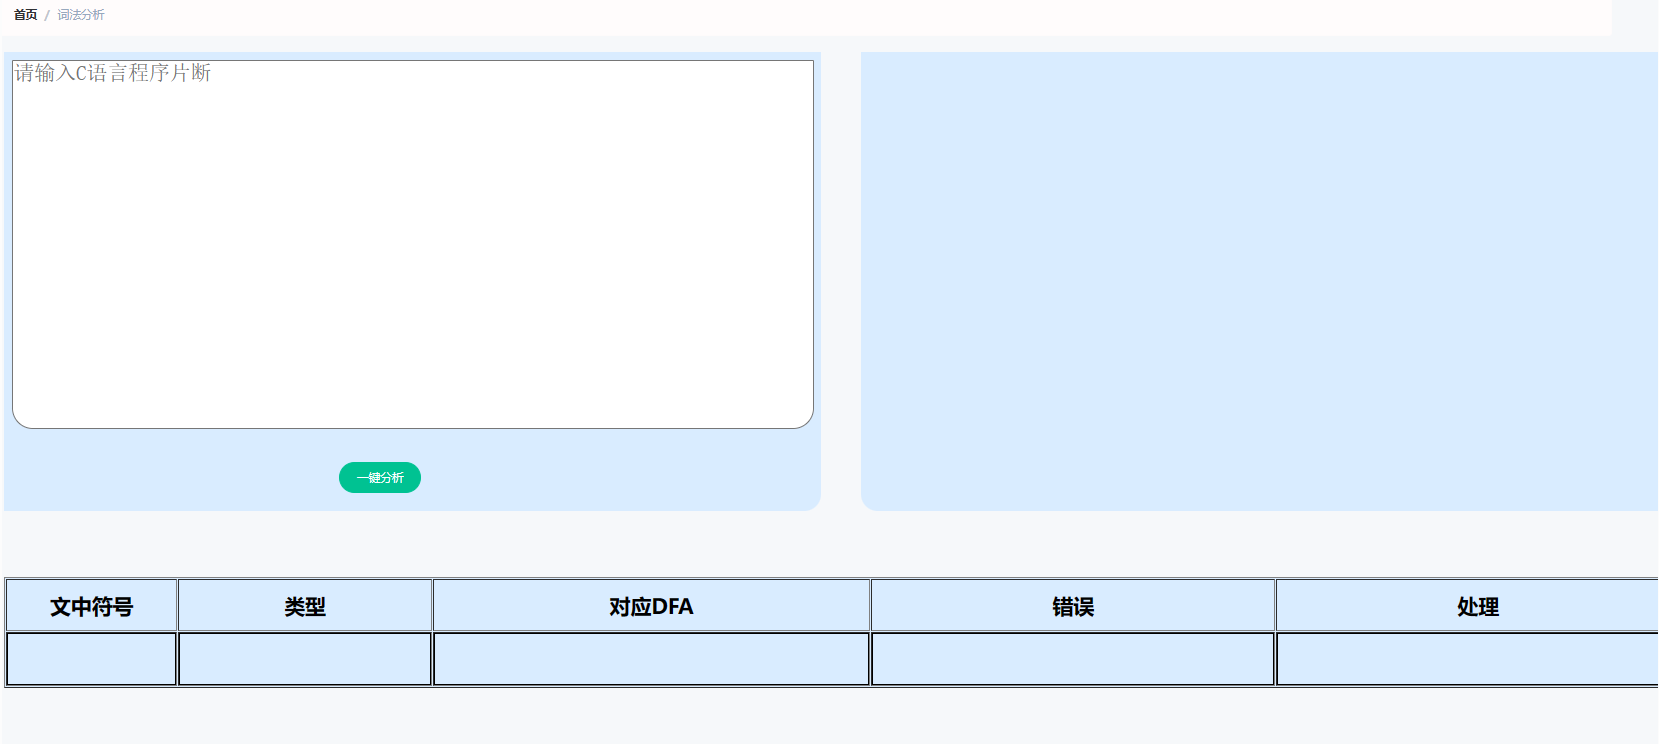 首页 / 词法分析
请输入C语言程序片断
一键分析
文中符号 类型 对应DFA 错误 处理